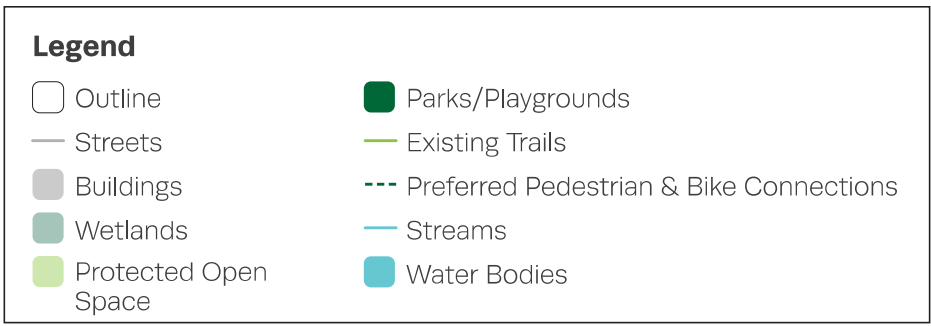 Legend
Outline
Streets
Buildings
Wetlands
Protected Open
Space
Parks/Playgrounds
Existing Trails
Preferred Pedestrian & Bike Connections
Streams
Water Bodies